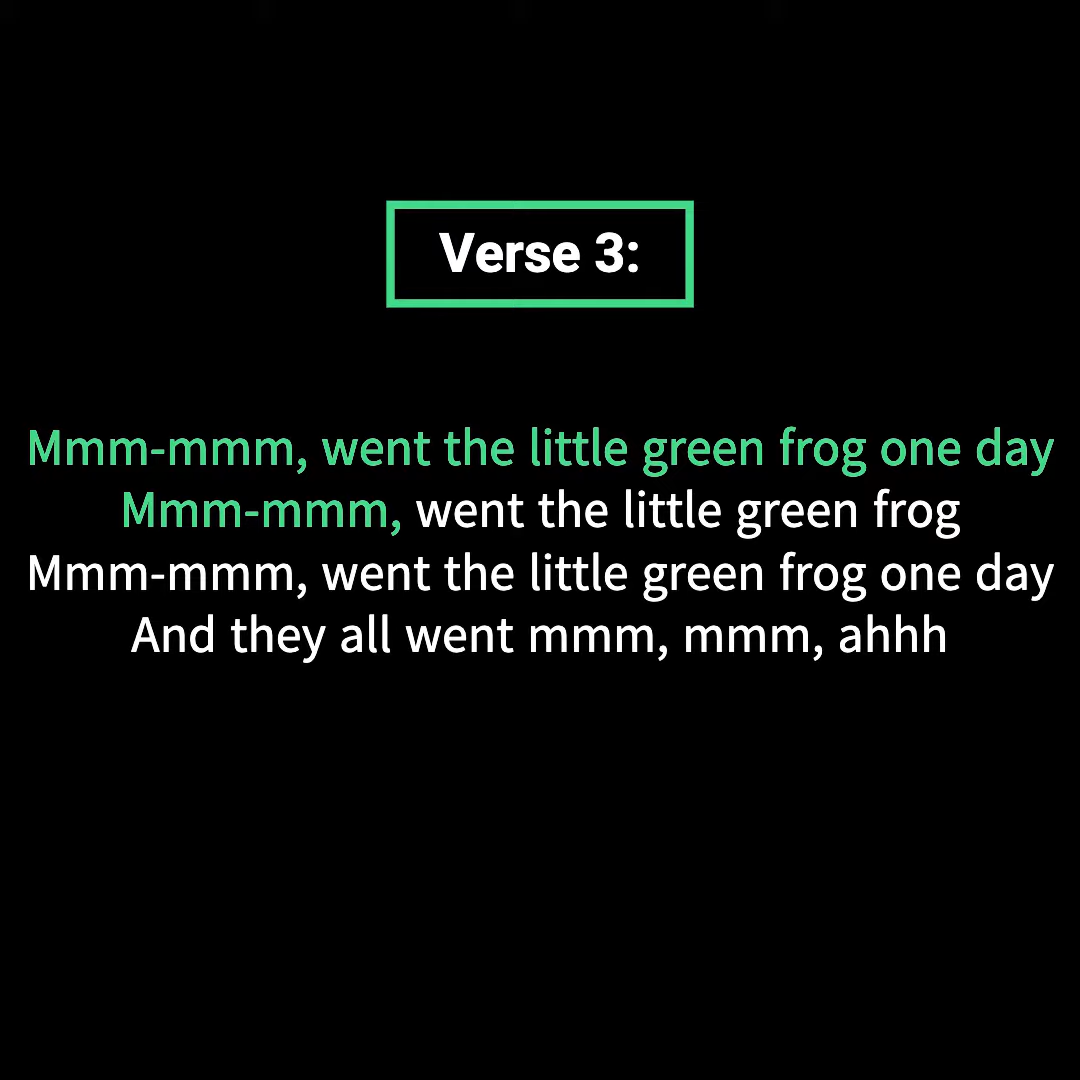 Verse 3:
Mmm-mmm, went the little green frog one day
Mmm-mmm, went the little green frog
Mmm-mmm, went the little green frog one day
And they all went mmm, mmm, ahhh